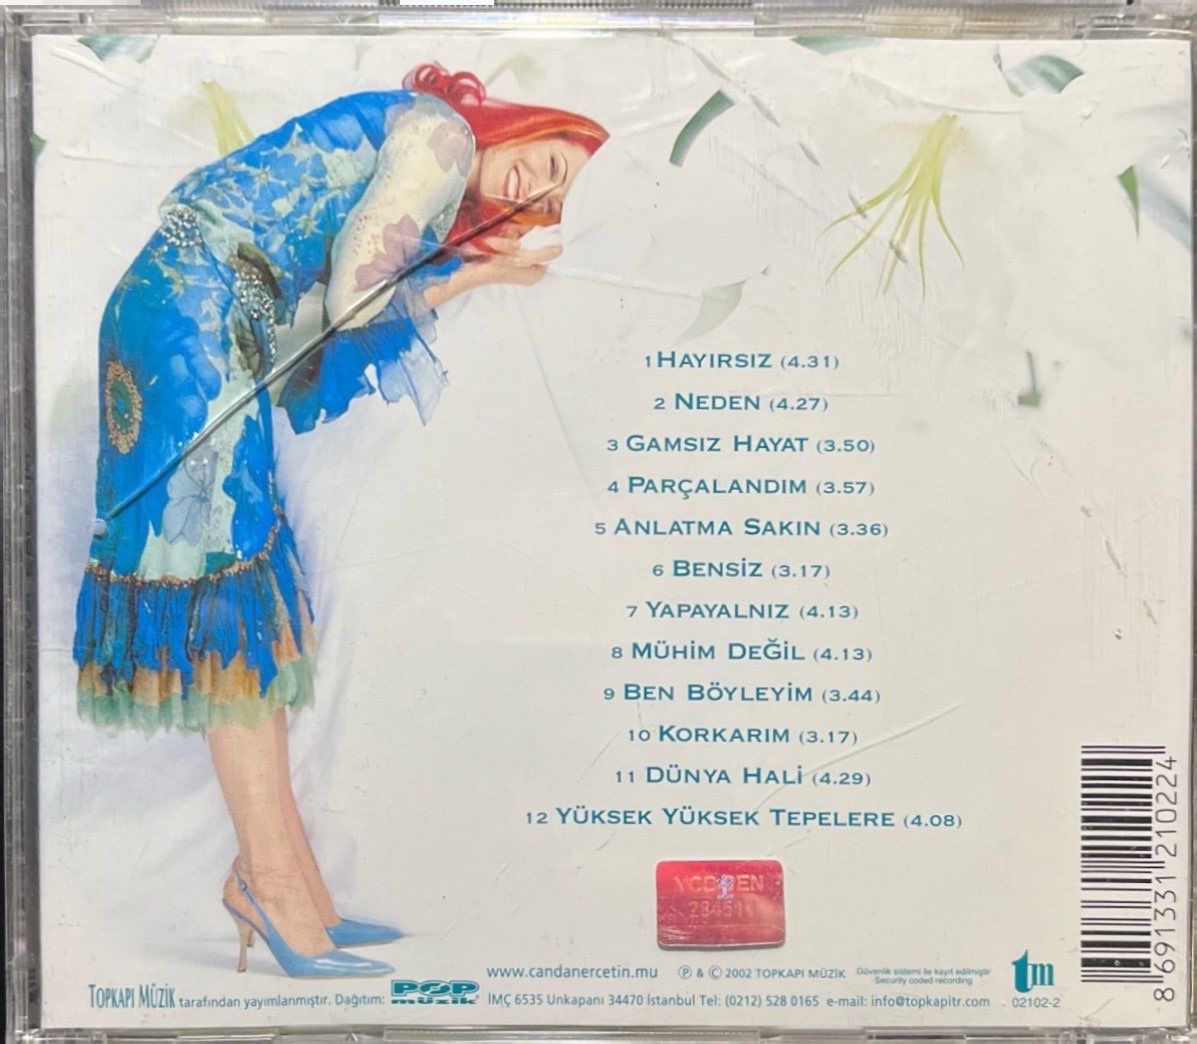 1 HAYIRSIZ (4.31)
2 NEDEN (4.27)
3 GAMSIZ HAYAT (3.50)
4 PARÇALANDIM (3.57)
5 ANLATMA SAKIN (3.36)
6 BENSİZ (3.17)
7 YAPAYALNIZ (4.13)
8 MÜHİM DEĞİL (4.13)
9 BEN BÖYLEYİM (3.44)
10 KORKARIM (3.17)
11 DÜNYA HALİ (4.29)
12 YÜKSEK YÜKSEK TEPELERE (4.08)
8 691331 210224
www.candanercetin.mu ℗ & © 2002 TOPKAPI MÜZİK
Güvenlik sistemi ile kayıt edilmiştir
Security coded recording
tm
02102-2
TOPKAPI MÜZİK tarafından yayımlanmıştır. Dağıtım: POP müzik İMÇ 6535 Unkapanı 34470 İstanbul Tel: (0212) 528 0165 e-mail: info@topkapitr.com